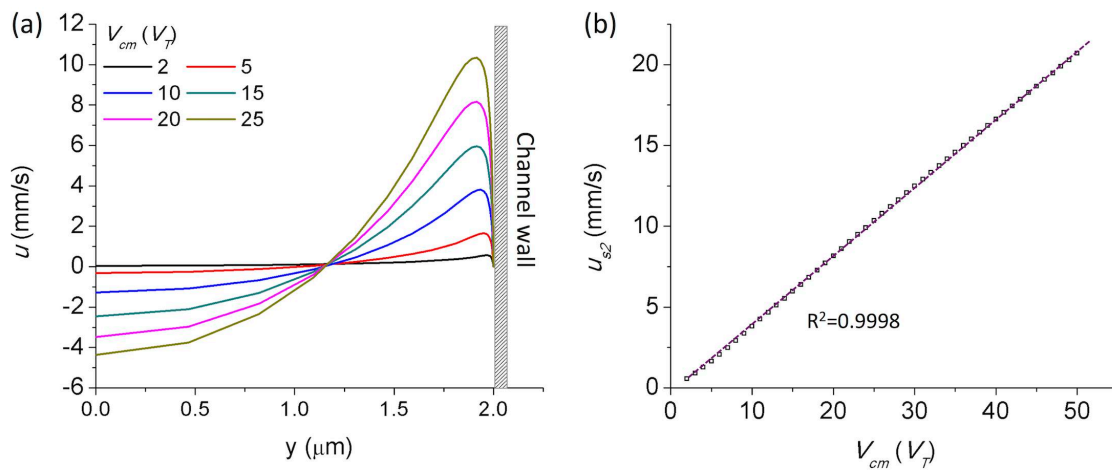 (a)
V_cm (V_T)
2 5
10 15
20 25
12
10
8
6
4
2
0
-2
-4
-6
u (mm/s)
0.0 0.5 1.0 1.5 2.0
y (μm)
Channel wall
(b)
20
15
10
5
0
u_s2 (mm/s)
R²=0.9998
0 10 20 30 40 50
V_cm (V_T)